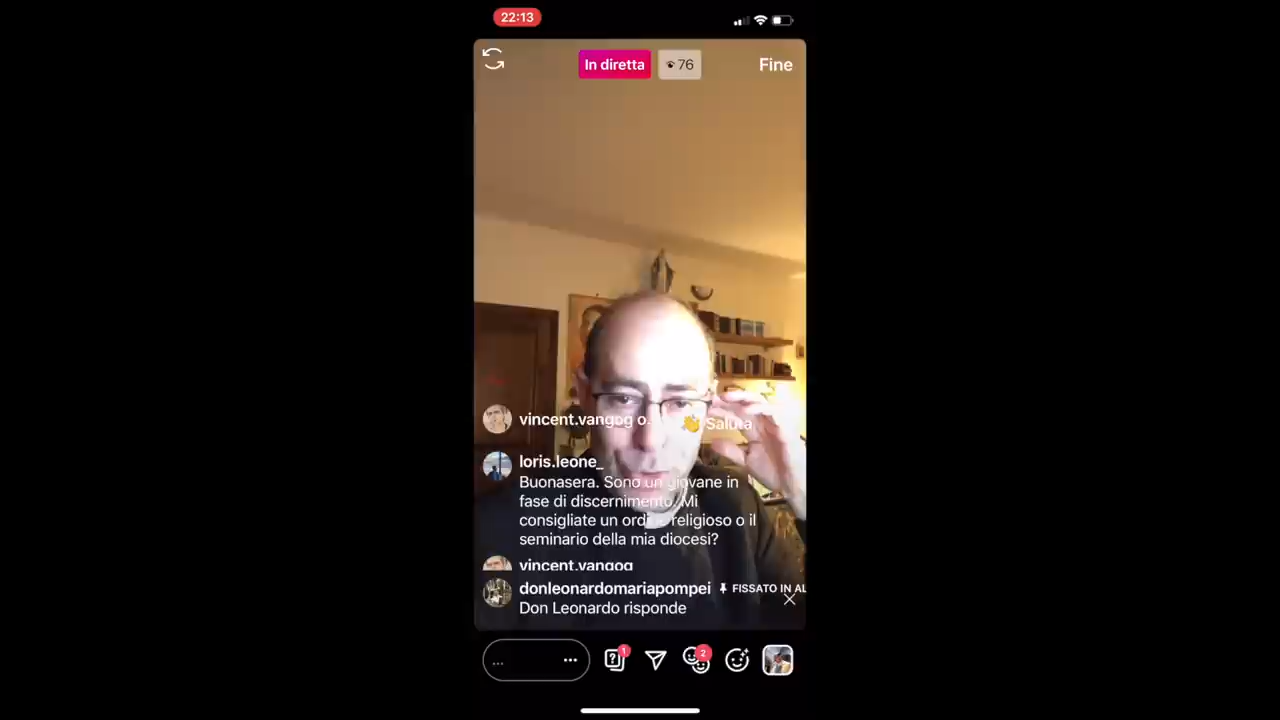 22:13
In diretta
76
Fine
vincent.vangog o.
👋 Saluta
loris.leone_
Buonasera. Sono un giovane in
fase di discernimento. Mi
consigliate un ordine religioso o il
seminario della mia diocesi?
vincent.vangog
donleonardomariapompei 📌 FISSATO IN AL
Don Leonardo risponde
...
1
2